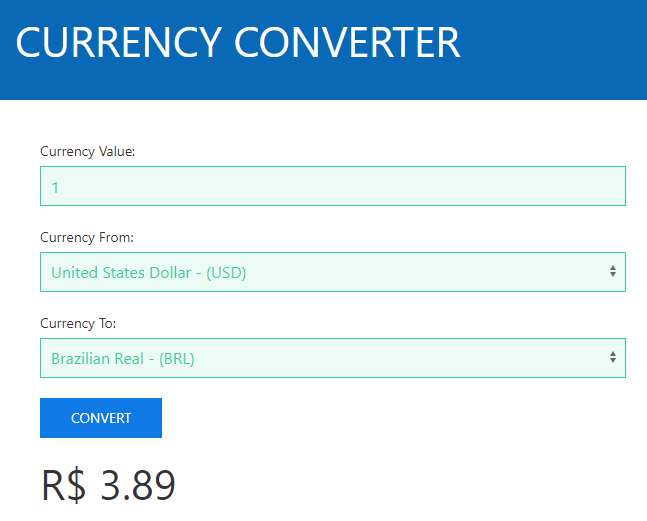 CURRENCY CONVERTER
Currency Value:
1
Currency From:
United States Dollar - (USD)
Currency To:
Brazilian Real - (BRL)
CONVERT
R$ 3.89